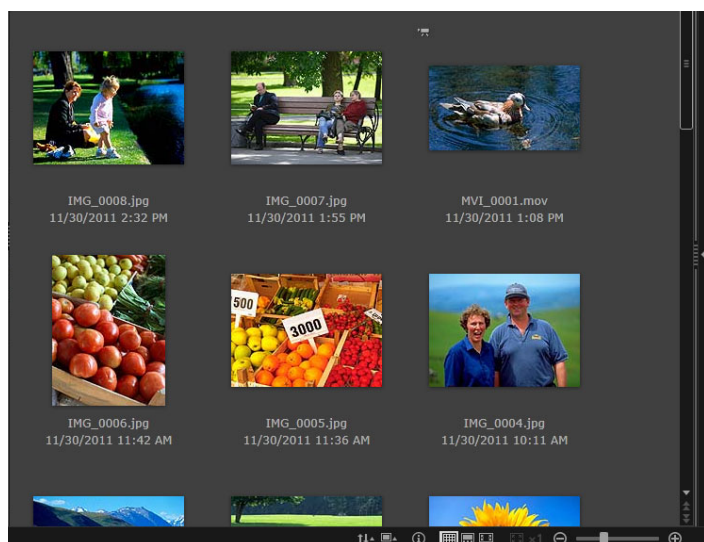 IMG_0008.jpg
11/30/2011 2:32 PM
IMG_0007.jpg
11/30/2011 1:55 PM
MVI_0001.mov
11/30/2011 1:08 PM
500
3000
IMG_0006.jpg
11/30/2011 11:42 AM
IMG_0005.jpg
11/30/2011 11:36 AM
IMG_0004.jpg
11/30/2011 10:11 AM
x1